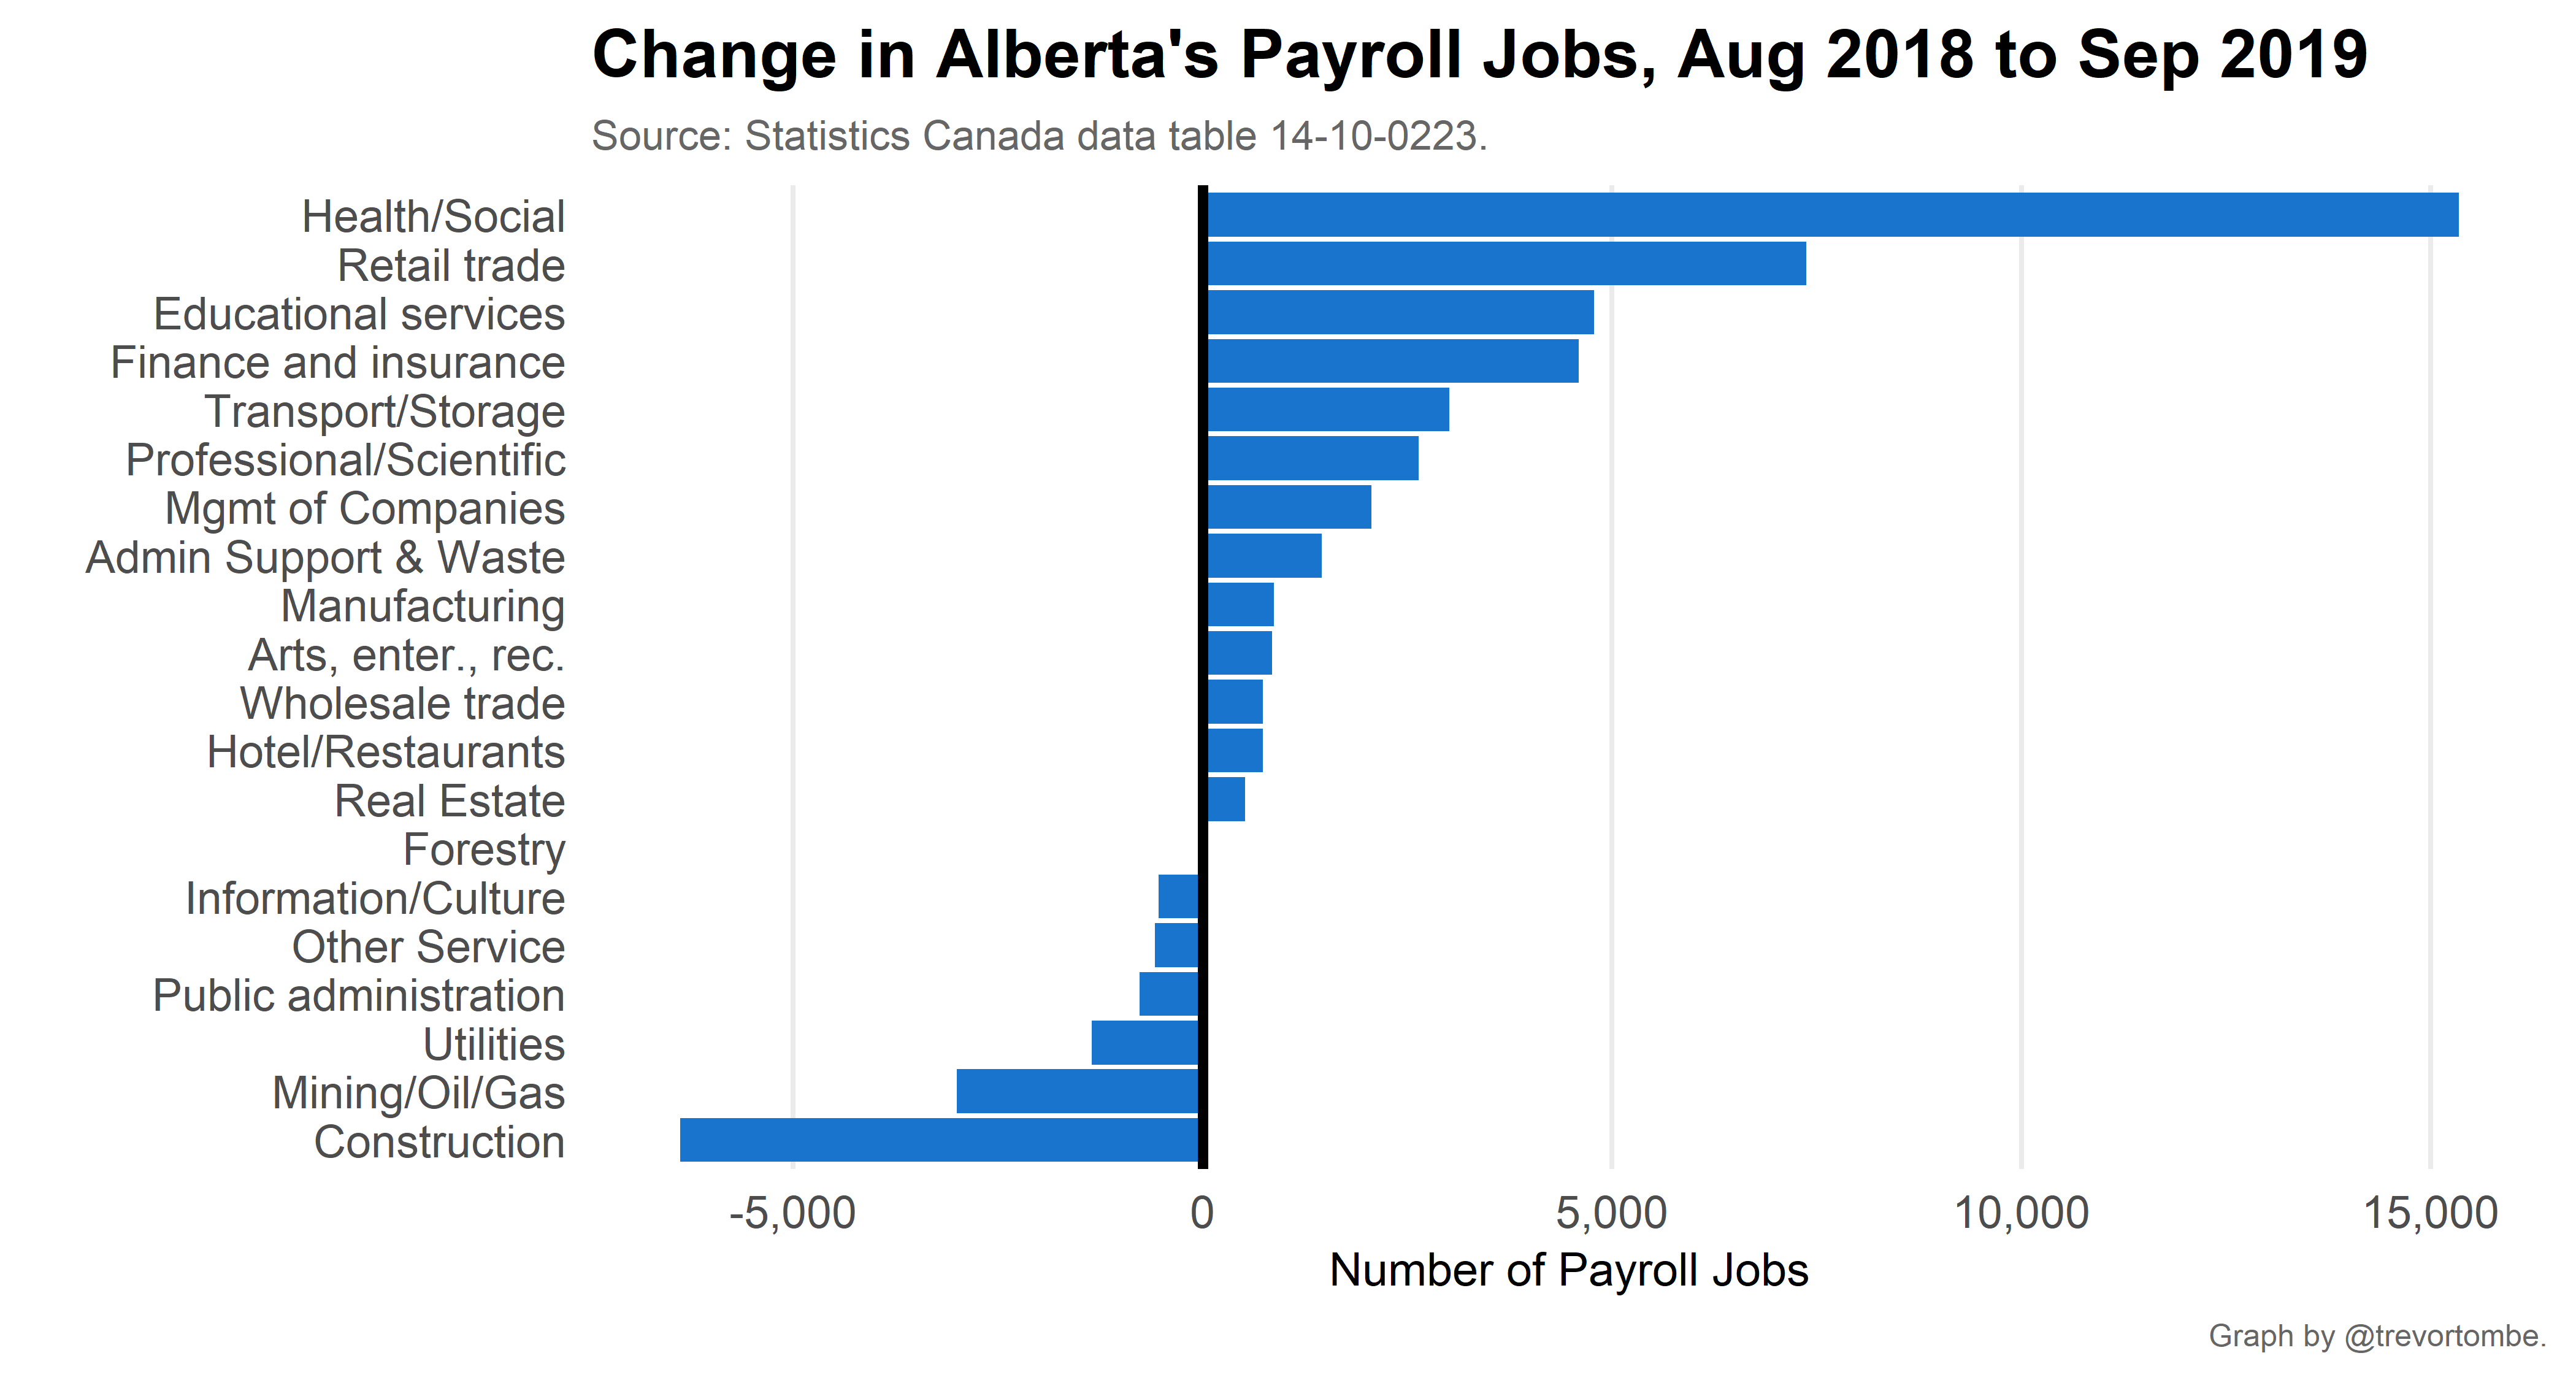 Change in Alberta's Payroll Jobs, Aug 2018 to Sep 2019
Source: Statistics Canada data table 14-10-0223.
Health/Social
Retail trade
Educational services
Finance and insurance
Transport/Storage
Professional/Scientific
Mgmt of Companies
Admin Support & Waste
Manufacturing
Arts, enter., rec.
Wholesale trade
Hotel/Restaurants
Real Estate
Forestry
Information/Culture
Other Service
Public administration
Utilities
Mining/Oil/Gas
Construction
-5,000 0 5,000 10,000 15,000
Number of Payroll Jobs
Graph by @trevortombe.